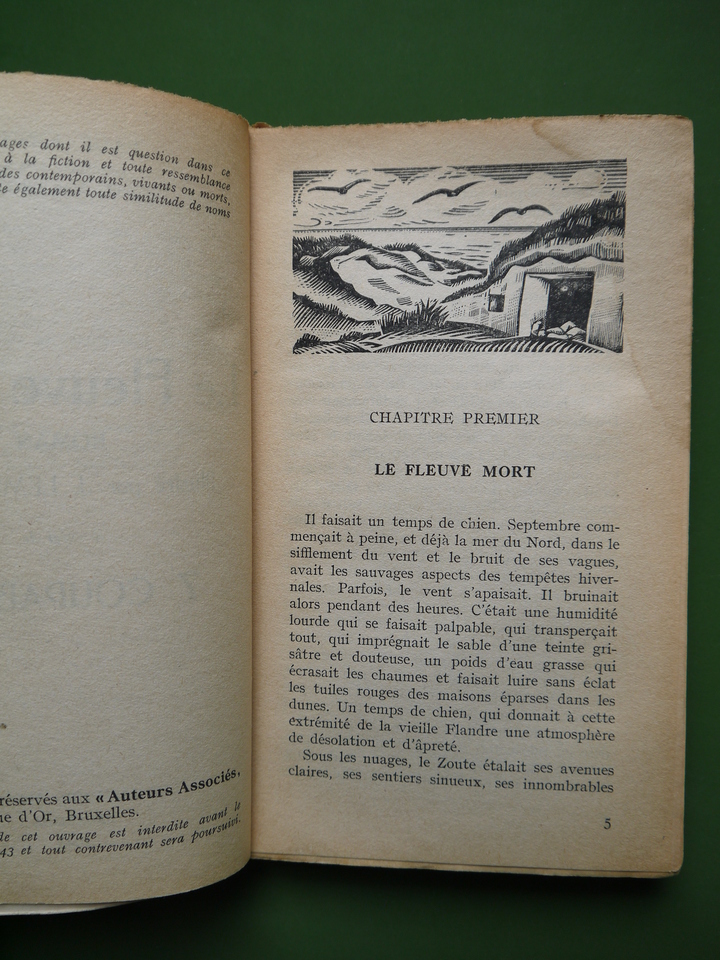 ages dont il est question dans ce
à la fiction et toute ressemblance
des contemporains, vivants ou morts,
e également toute similitude de noms
réservés aux « Auteurs Associés,
e d'Or, Bruxelles.
de cet ouvrage est interdite avant le
43 et tout contrevenant sera poursuivi.
CHAPITRE PREMIER
LE FLEUVE MORT
Il faisait un temps de chien. Septembre com-
mençait à peine, et déjà la mer du Nord, dans le
sifflement du vent et le bruit de ses vagues,
avait les sauvages aspects des tempêtes hiver-
nales. Parfois, le vent s'apaisait. Il bruinait
alors pendant des heures. C'était une humidité
lourde qui se faisait palpable, qui transperçait
tout, qui imprégnait le sable d'une teinte gri-
sâtre et douteuse, un poids d'eau grasse qui
écrasait les chaumes et faisait luire sans éclat
les tuiles rouges des maisons éparses dans les
dunes. Un temps de chien, qui donnait à cette
extrémité de la vieille Flandre une atmosphère
de désolation et d'âpreté.
Sous les nuages, le Zoute étalait ses avenues
claires, ses sentiers sinueux, ses innombrables
5